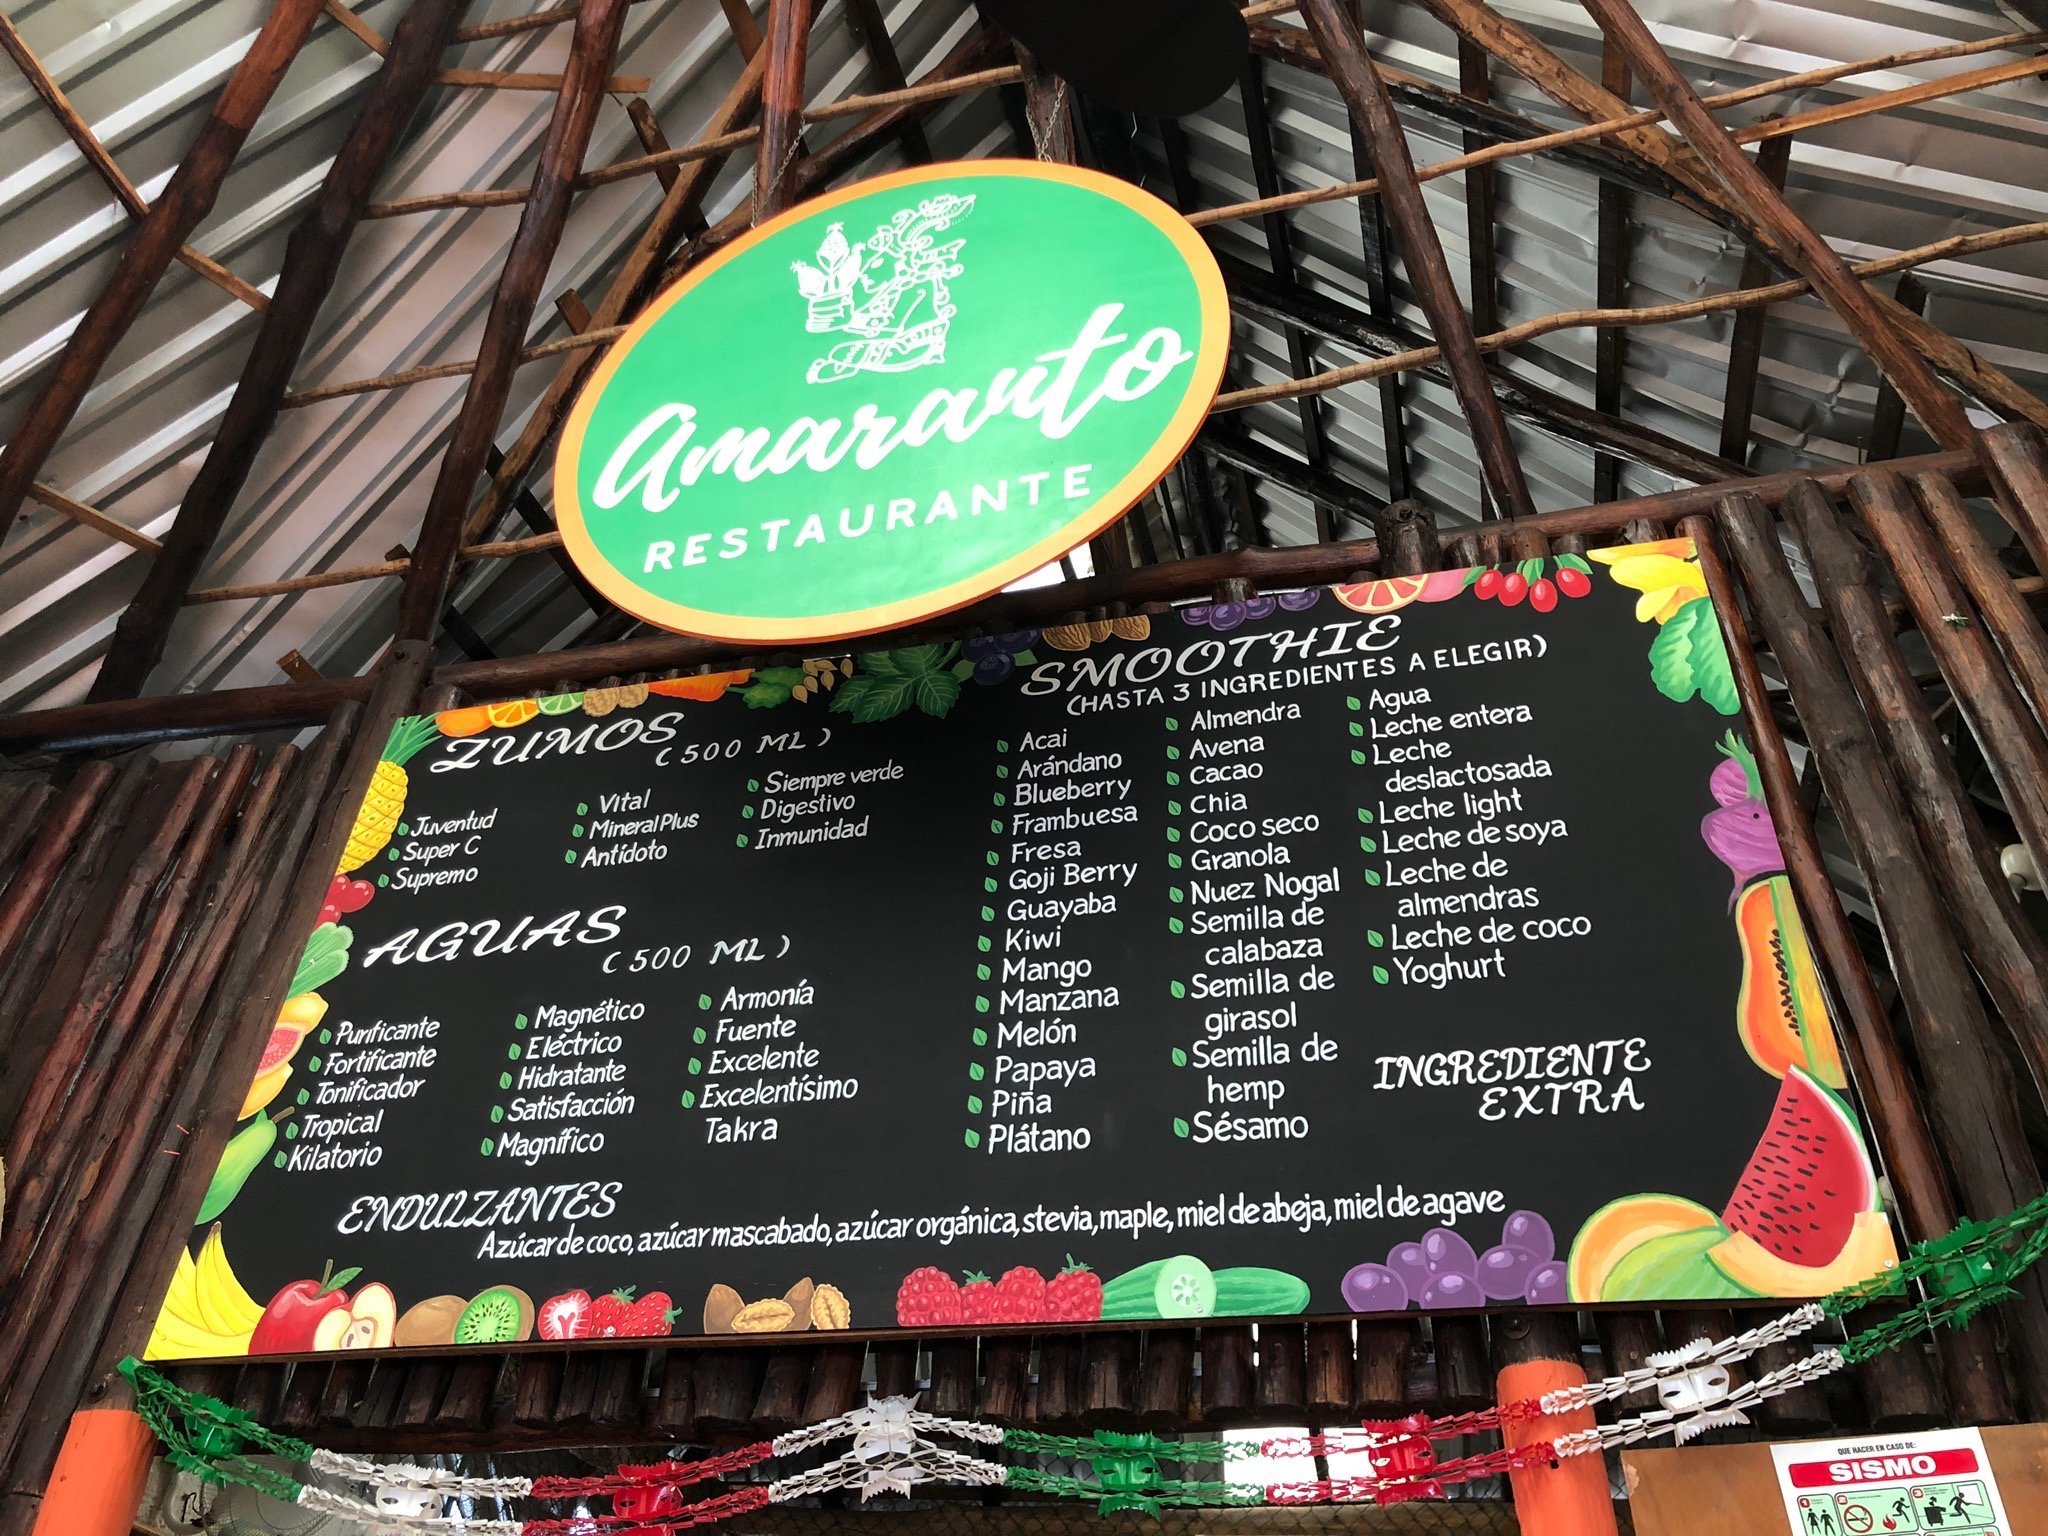 Amaranto
RESTAURANTE
ZUMOS
(500 ML)
Juventud
Super C
Supremo
Vital
Mineral Plus
Antídoto
Siempre verde
Digestivo
Inmunidad
AGUAS
(500 ML)
Purificante
Fortificante
Tonificador
Tropical
Kilatorio
Magnético
Eléctrico
Hidratante
Satisfacción
Magnífico
Armonía
Fuente
Excelente
Excelentísimo
Takra
ENDULZANTES
Azúcar de coco, azúcar mascabado, azúcar orgánica, stevia, maple, miel de abeja, miel de agave
SMOOTHIE
(HASTA 3 INGREDIENTES A ELEGIR)
Acai
Arándano
Blueberry
Frambuesa
Fresa
Goji Berry
Guayaba
Kiwi
Mango
Manzana
Melón
Papaya
Piña
Plátano
Almendra
Avena
Cacao
Chia
Coco seco
Granola
Nuez Nogal
Semilla de
calabaza
Semilla de
girasol
Semilla de
hemp
Sésamo
Agua
Leche entera
Leche
deslactosada
Leche light
Leche de soya
Leche de
almendras
Leche de coco
Yoghurt
INGREDIENTE
EXTRA
QUE HACER EN CASO DE:
SISMO